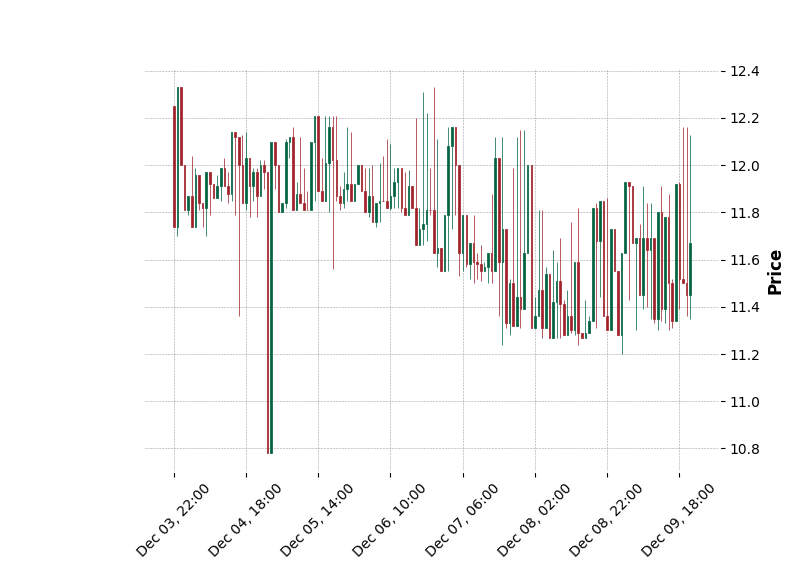 12.4
12.2
12.0
11.8
11.6
11.4
11.2
11.0
10.8
Price
Dec 03, 22:00
Dec 04, 18:00
Dec 05, 14:00
Dec 06, 10:00
Dec 07, 06:00
Dec 08, 02:00
Dec 08, 22:00
Dec 09, 18:00